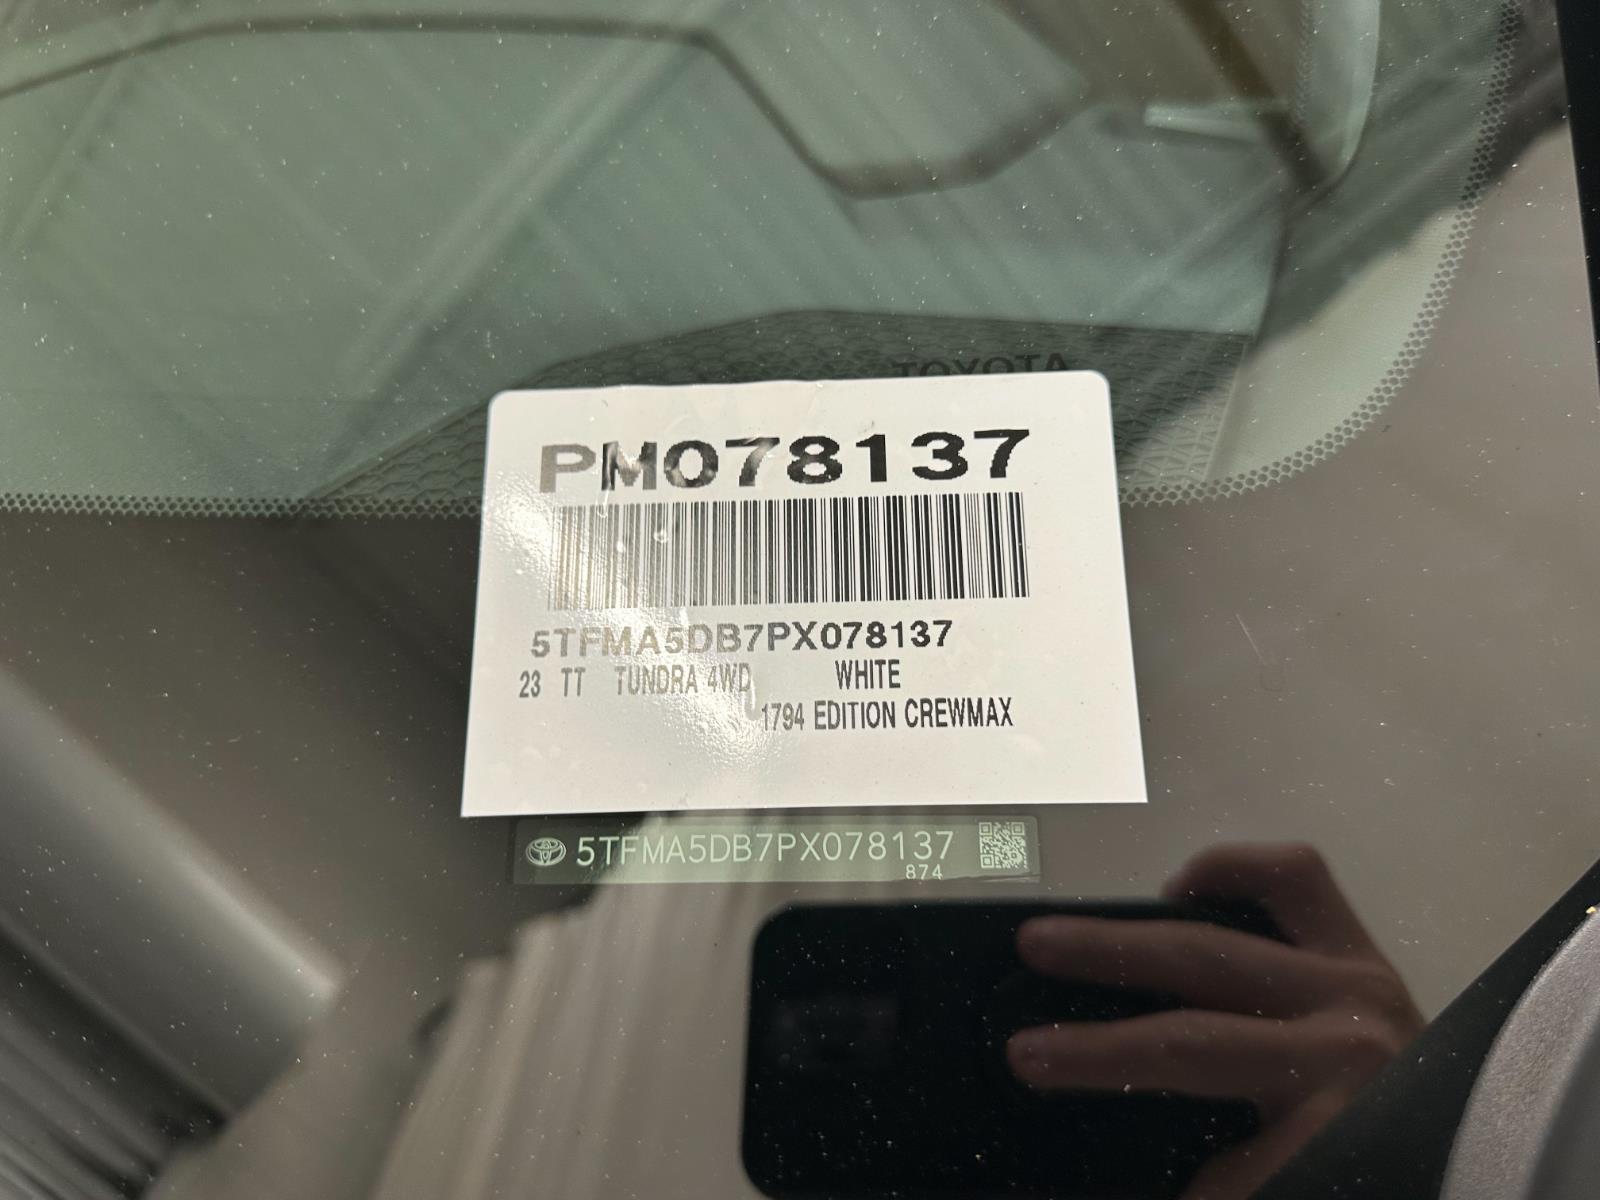 TOYOTA
PM078137
5TFMA5DB7PX078137
23 TT TUNDRA 4WD WHITE
1794 EDITION CREWMAX
5TFMA5DB7PX078137
874